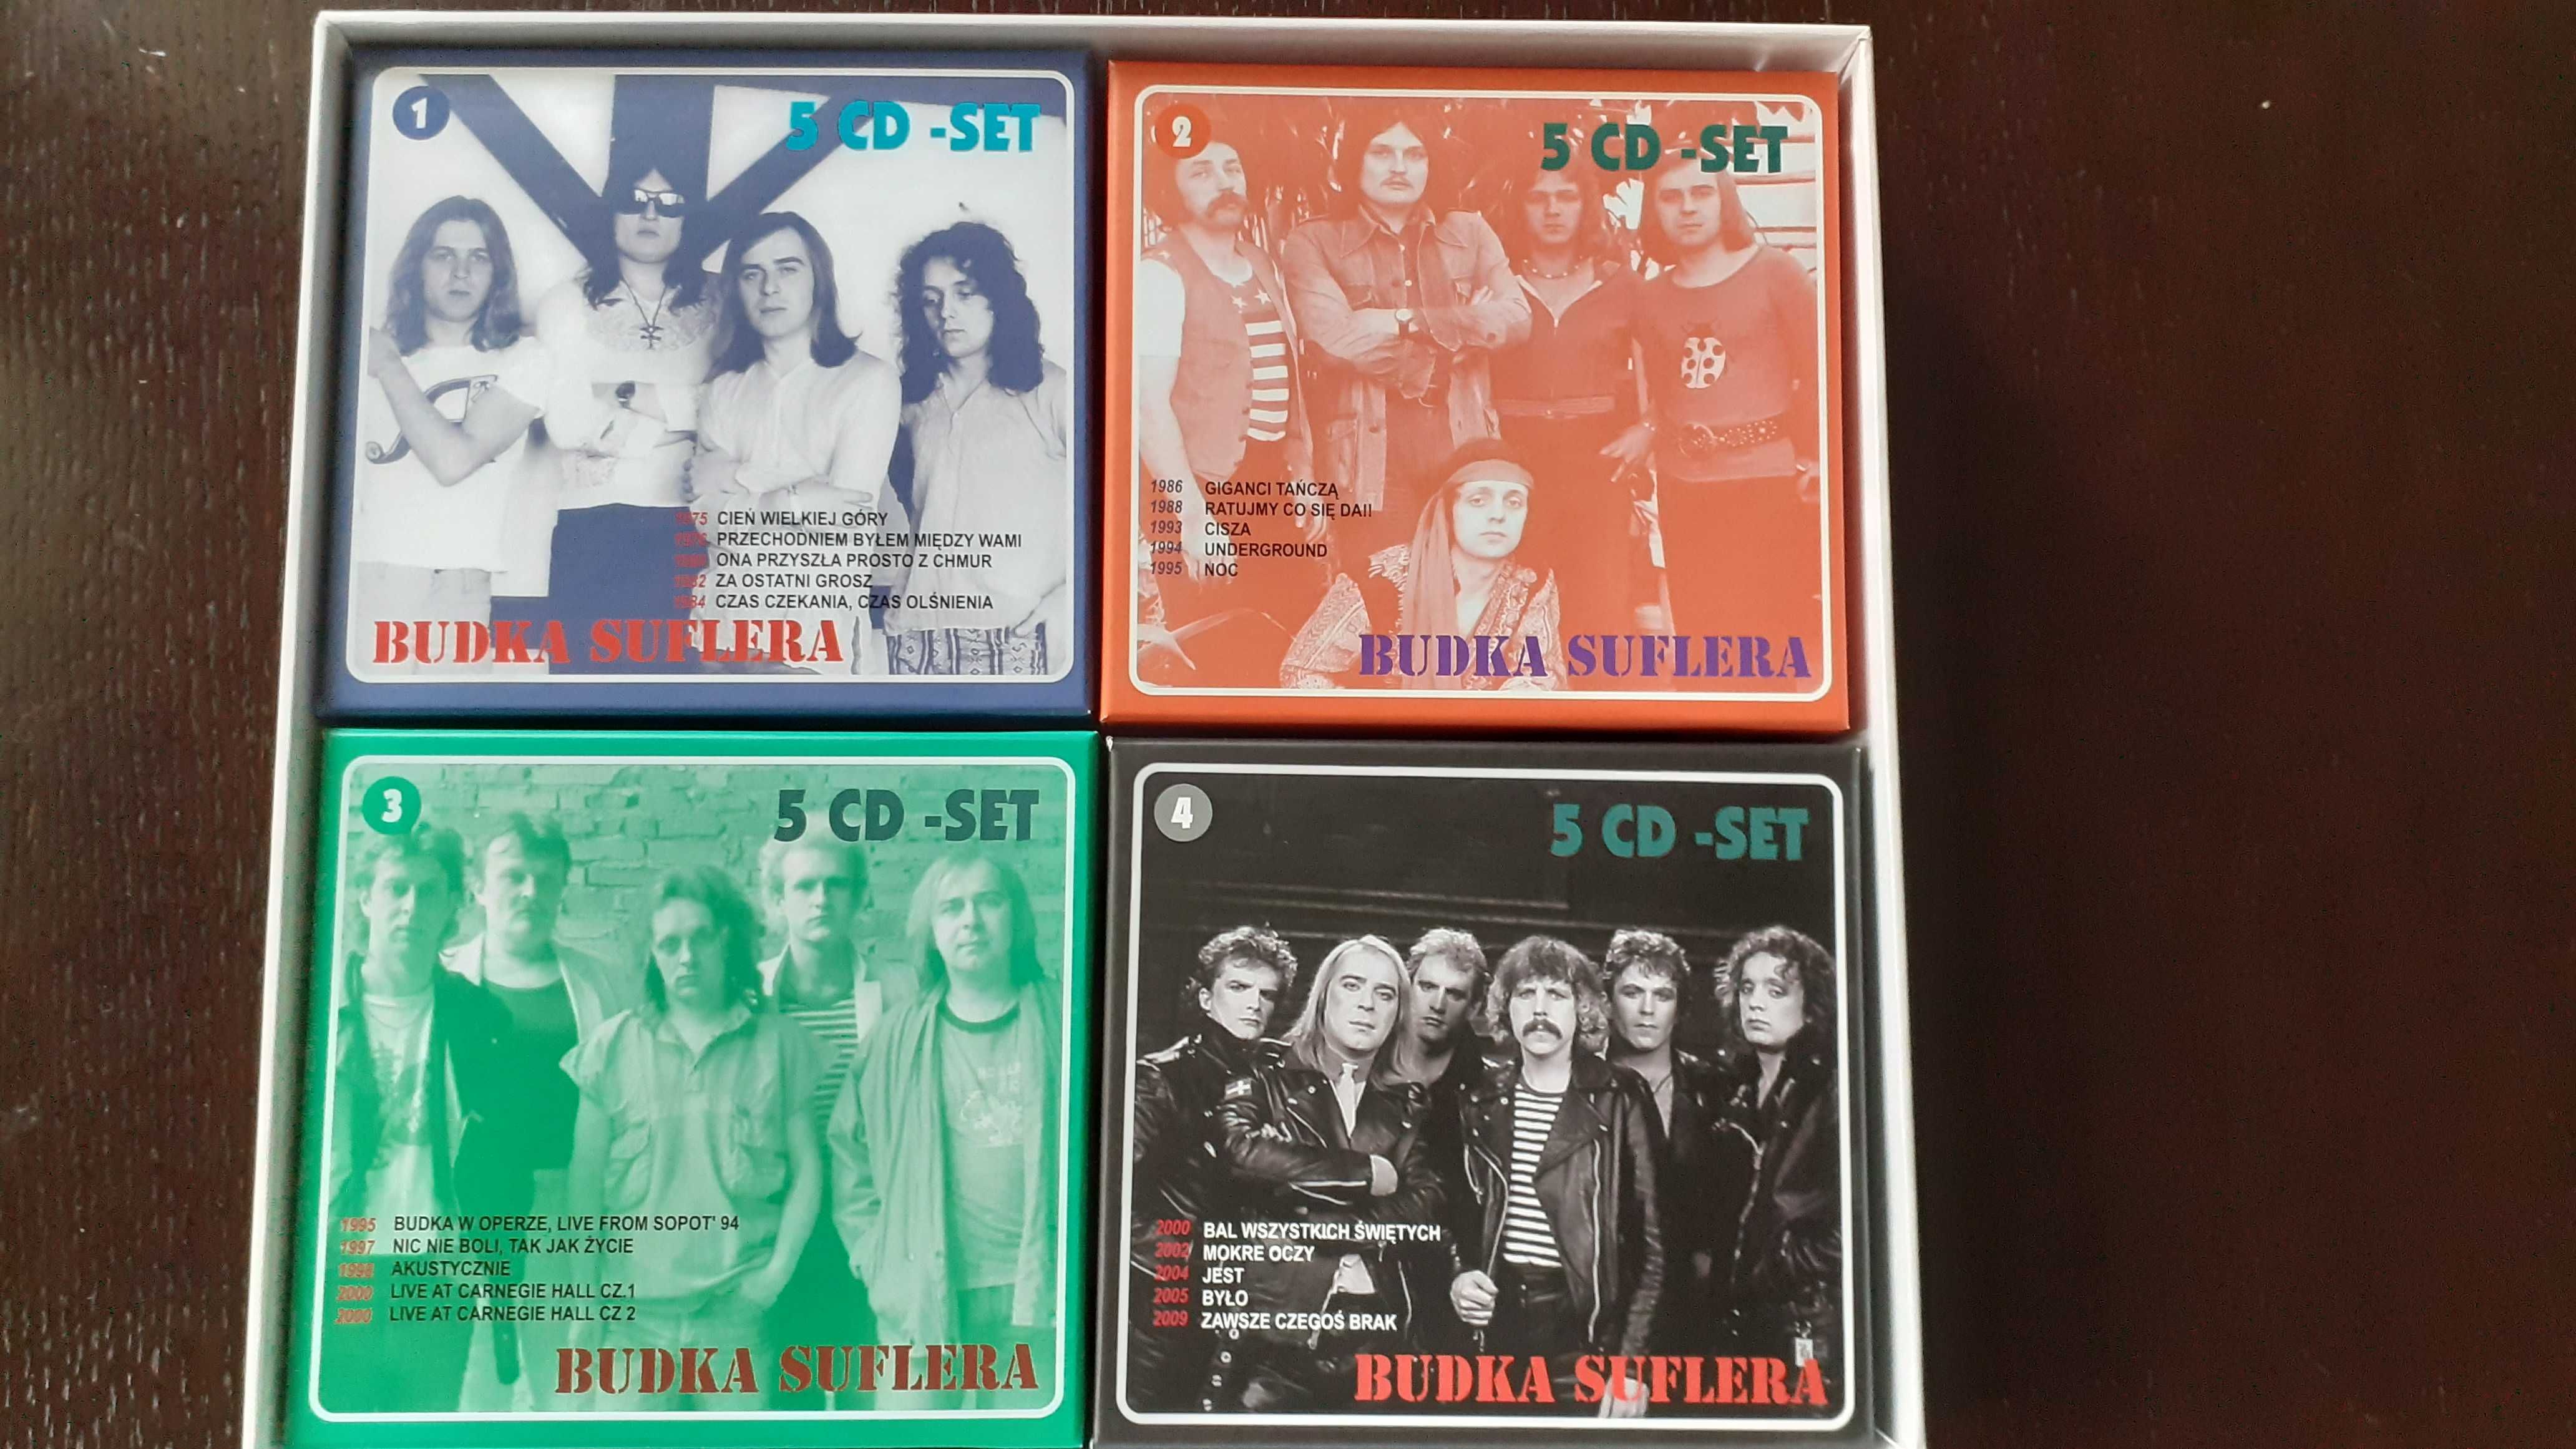 1
5 CD -SET
1975 CIEŃ WIELKIEJ GÓRY
PRZECHODNIEM BYŁEM MIĘDZY WAMI
ONA PRZYSZŁA PROSTO Z CHMUR
1982 ZA OSTATNI GROSZ
1984 CZAS CZEKANIA, CZAS OLŚNIENIA
BUDKA SUFLERA
2
5 CD -SET
1986 GIGANCI TAŃCZĄ
1988 RATUJMY CO SIĘ DA!!
1993 CISZA
1994 UNDERGROUND
1995 NOC
BUDKA SUFLERA
3
5 CD -SET
1995 BUDKA W OPERZE, LIVE FROM SOPOT' 94
1997 NIC NIE BOLI, TAK JAK ŻYCIE
1998 AKUSTYCZNIE
2000 LIVE AT CARNEGIE HALL CZ.1
2000 LIVE AT CARNEGIE HALL CZ 2
BUDKA SUFLERA
4
5 CD -SET
2000 BAL WSZYSTKICH ŚWIĘTYCH
2002 MOKRE OCZY
2004 JEST
2005 BYŁO
2009 ZAWSZE CZEGOŚ BRAK
BUDKA SUFLERA